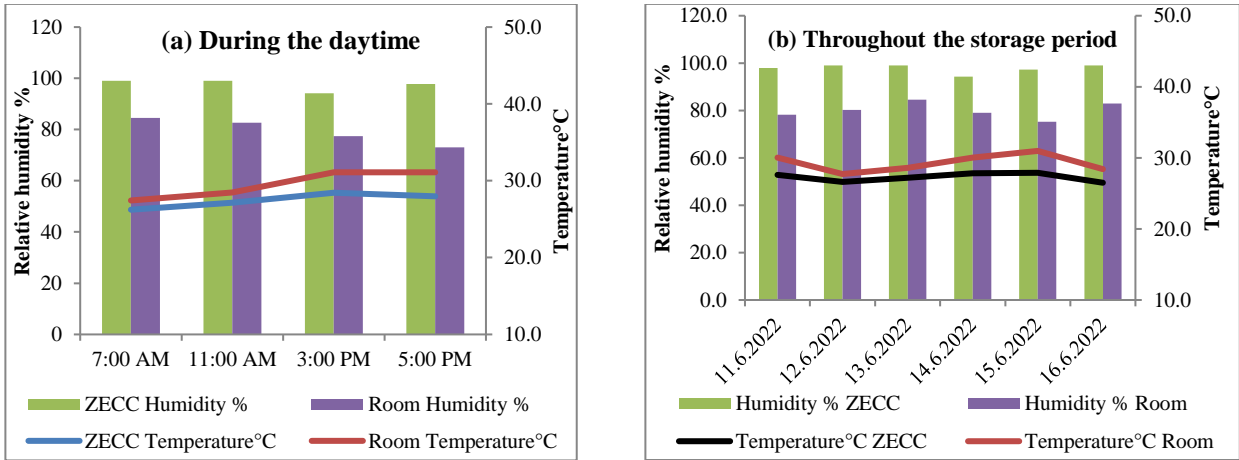 (a) During the daytime
Relative humidity %
120
100
80
60
40
20
0
50.0
40.0
30.0
20.0
10.0
Temperature°C
7:00 AM 11:00 AM 3:00 PM 5:00 PM
ZECC Humidity % Room Humidity %
ZECC Temperature°C Room Temperature°C
(b) Throughout the storage period
Relative humidity %
120.0
100.0
80.0
60.0
40.0
20.0
0.0
50.0
40.0
30.0
20.0
10.0
Temperature°C
11.6.2022 12.6.2022 13.6.2022 14.6.2022 15.6.2022 16.6.2022
Humidity % ZECC Humidity % Room
Temperature°C ZECC Temperature°C Room